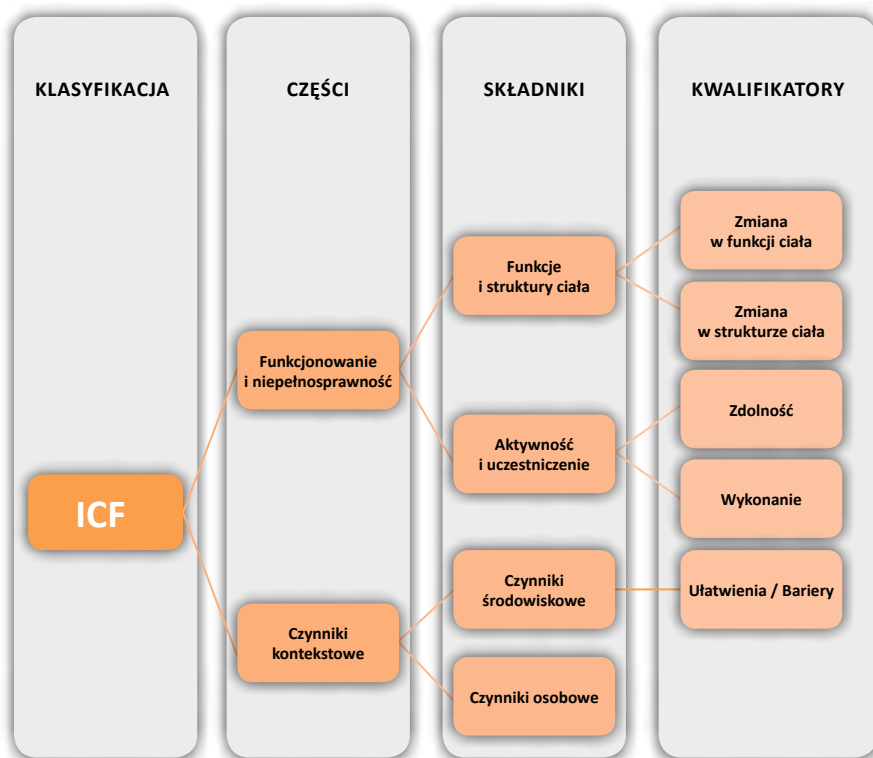 KLASYFIKACJA
CZĘŚCI
SKŁADNIKI
KWALIFIKATORY
ICF
Funkcjonowanie
i niepełnosprawność
Czynniki
kontekstowe
Funkcje
i struktury ciała
Aktywność
i uczestniczenie
Czynniki
środowiskowe
Czynniki osobowe
Zmiana
w funkcji ciała
Zmiana
w strukturze ciała
Zdolność
Wykonanie
Ułatwienia / Bariery